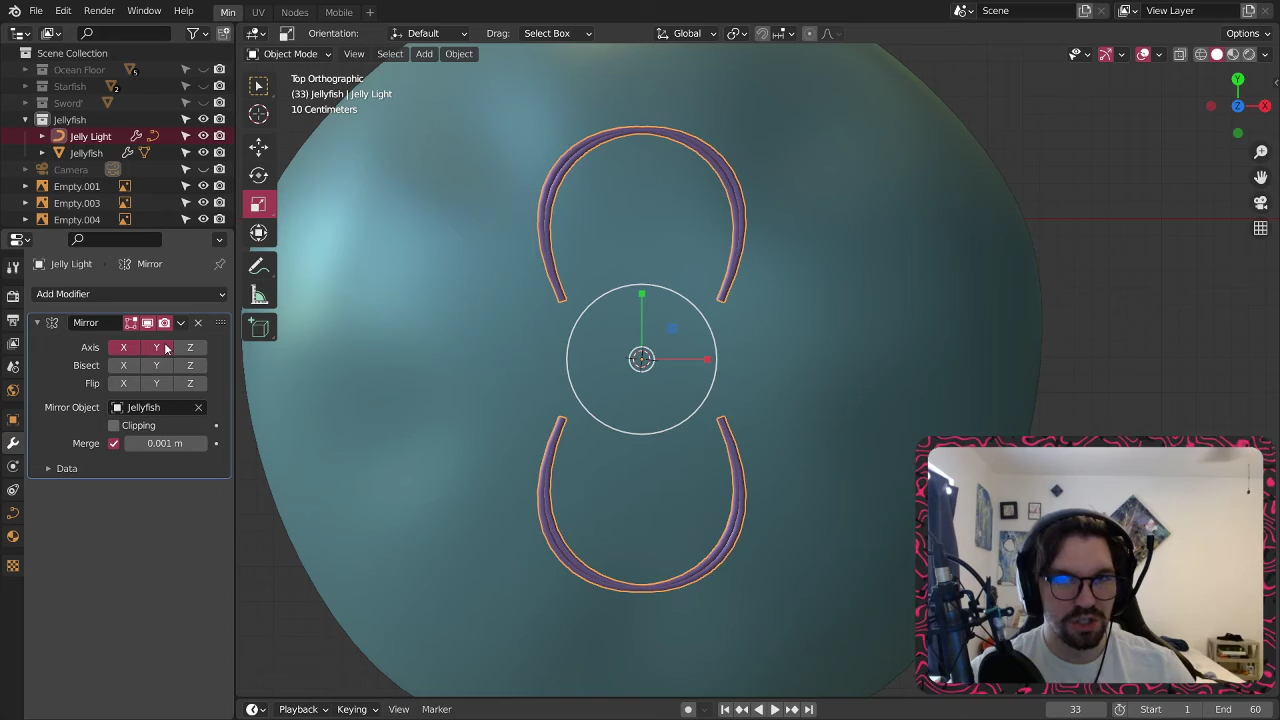 File Edit Render Window Help Min UV Nodes Mobile + Scene View Layer
Orientation: Default Drag: Select Box Global Options
Object Mode View Select Add Object
Scene Collection
Ocean Floor 5
Starfish 2
Sword'
Jellyfish
Jelly Light
Jellyfish
Camera
Empty.001
Empty.003
Empty.004
Top Orthographic
(33) Jellyfish | Jelly Light
10 Centimeters
Y
Z X
Jelly Light Mirror
Add Modifier
Mirror
Axis X Y Z
Bisect X Y Z
Flip X Y Z
Mirror Object Jellyfish
Clipping
Merge 0.001 m
Data
Playback Keying View Marker 33 Start 1 End 60